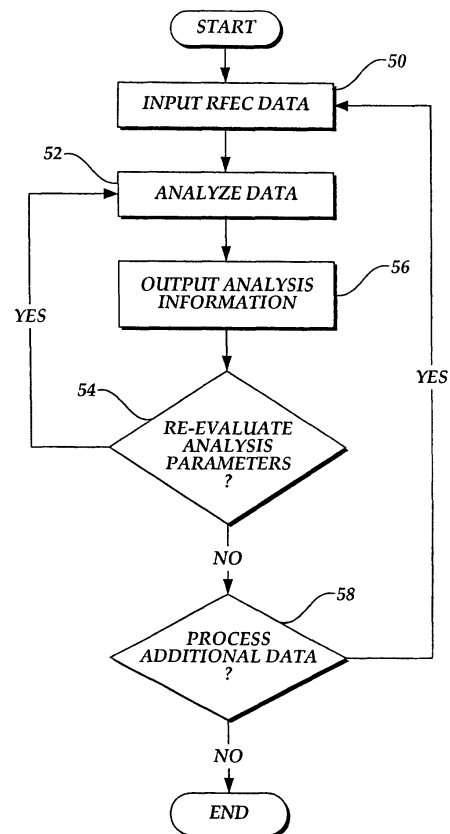 START
50
INPUT RFEC DATA
52
ANALYZE DATA
OUTPUT ANALYSIS
INFORMATION
56
YES
YES
54
RE-EVALUATE
ANALYSIS
PARAMETERS
?
NO
58
PROCESS
ADDITIONAL DATA
?
NO
END